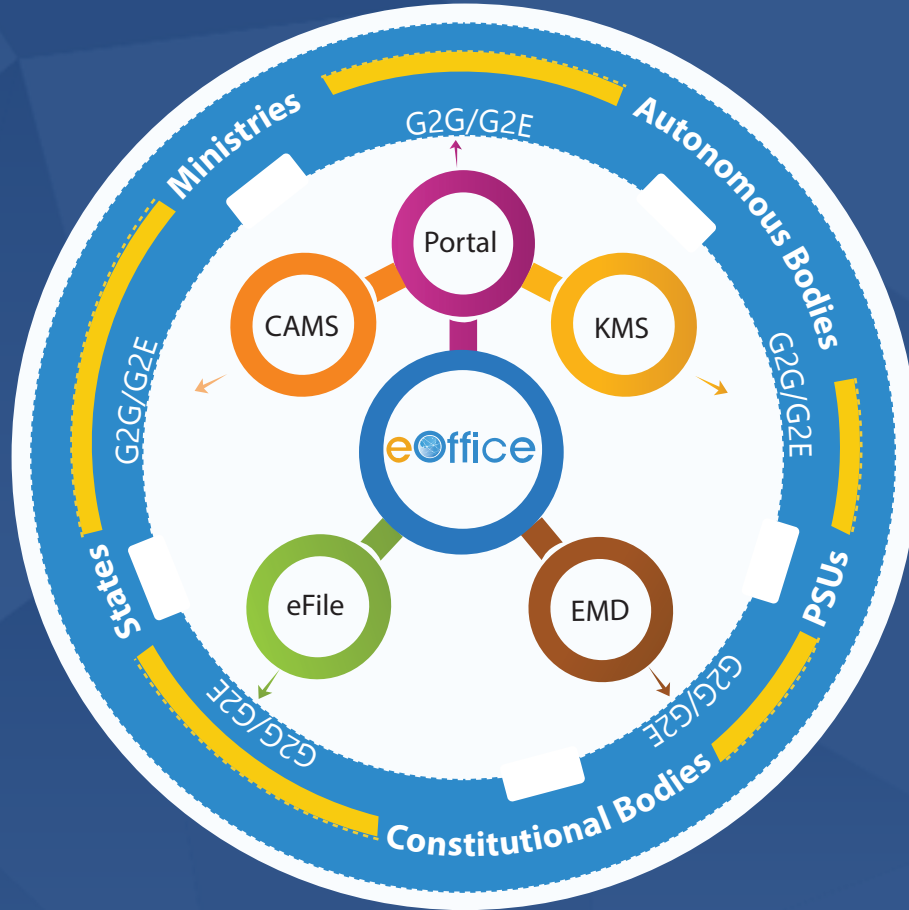 Ministries
Autonomous Bodies
G2G/G2E
Portal
CAMS
KMS
G2G/G2E
G2G/G2E
eOffice
eFile
EMD
States
PSUs
G2G/G2E
G2G/G2E
Constitutional Bodies